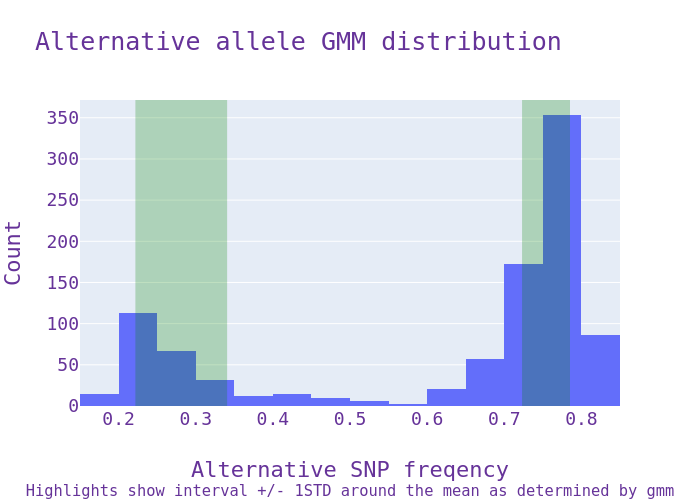 Alternative allele GMM distribution
350
300
250
200
150
100
50
0
Count
0.2 0.3 0.4 0.5 0.6 0.7 0.8
Alternative SNP freqency
Highlights show interval +/- 1STD around the mean as determined by gmm